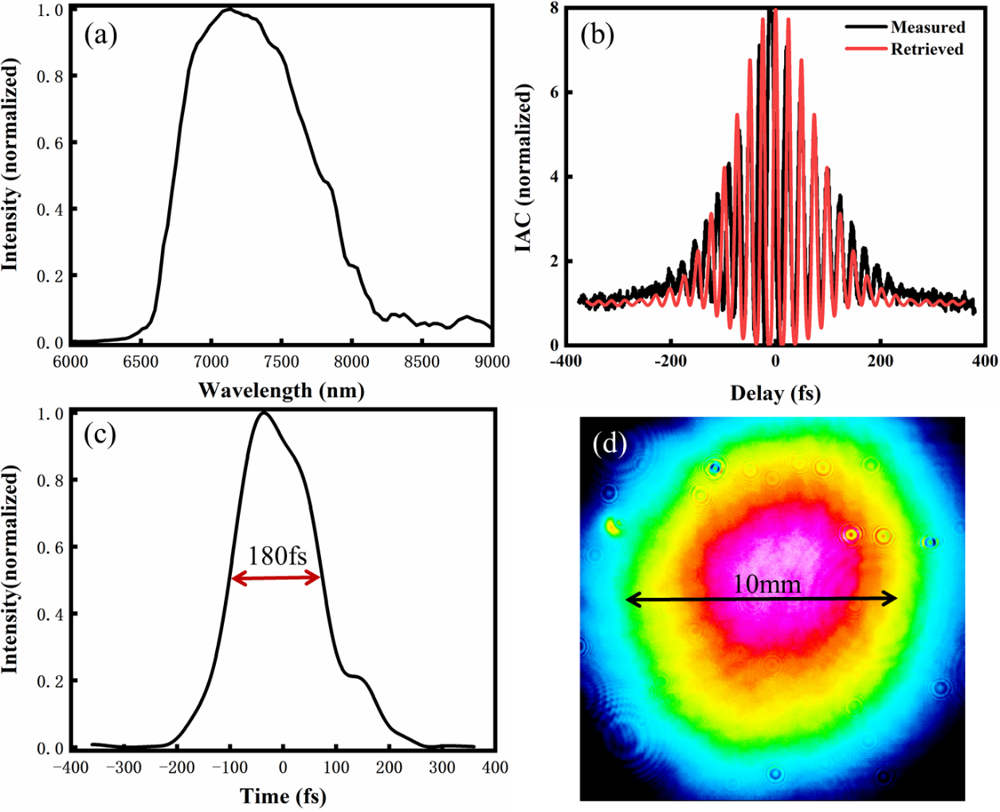 (a)
Intensity (normalized)
1.0
0.8
0.6
0.4
0.2
0.0
6000 6500 7000 7500 8000 8500 9000
Wavelength (nm)
(b)
Measured
Retrieved
IAC (normalized)
8
6
4
2
0
-400 -200 0 200 400
Delay (fs)
(c)
Intensity(normalized)
1.0
0.8
0.6
0.4
0.2
0.0
180fs
−400 −300 −200 −100 0 100 200 300 400
Time (fs)
(d)
10mm